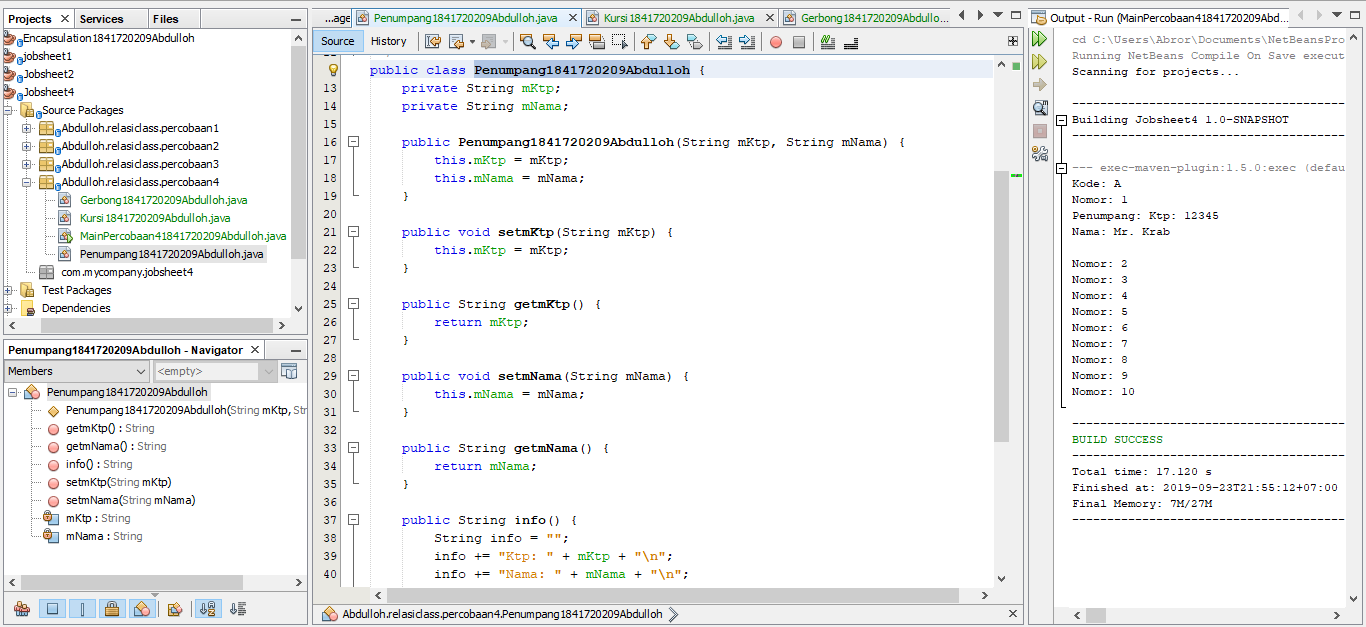 Projects
Services
Files
Encapsulation1841720209Abdulloh
jobsheet1
Jobsheet2
Jobsheet4
Source Packages
Abdulloh.relasiclass.percobaan1
Abdulloh.relasiclass.percobaan2
Abdulloh.relasiclass.percobaan3
Abdulloh.relasiclass.percobaan4
Gerbong1841720209Abdulloh.java
Kursi1841720209Abdulloh.java
MainPercobaan41841720209Abdulloh.java
Penumpang1841720209Abdulloh.java
com.mycompany.jobsheet4
Test Packages
Dependencies
Penumpang1841720209Abdulloh - Navigator
Members
<empty>
Penumpang1841720209Abdulloh
Penumpang1841720209Abdulloh(String mKtp, Str
getmKtp() : String
getmNama() : String
info() : String
setmKtp(String mKtp)
setmNama(String mNama)
mKtp : String
mNama : String
...age
Penumpang1841720209Abdulloh.java
Kursi1841720209Abdulloh.java
Gerbong1841720209Abdullo...
Source
History
public class Penumpang1841720209Abdulloh {
13 private String mKtp;
14 private String mNama;
15
16 public Penumpang1841720209Abdulloh(String mKtp, String mNama) {
17 this.mKtp = mKtp;
18 this.mNama = mNama;
19 }
20
21 public void setmKtp(String mKtp) {
22 this.mKtp = mKtp;
23 }
24
25 public String getmKtp() {
26 return mKtp;
27 }
28
29 public void setmNama(String mNama) {
30 this.mNama = mNama;
31 }
32
33 public String getmNama() {
34 return mNama;
35 }
36
37 public String info() {
38 String info = "";
39 info += "Ktp: " + mKtp + "\n";
40 info += "Nama: " + mNama + "\n";
Abdulloh.relasiclass.percobaan4.Penumpang1841720209Abdulloh
Output - Run (MainPercobaan41841720209Abd...
cd C:\Users\Abror\Documents\NetBeansPro
Running NetBeans Compile On Save execut
Scanning for projects...
------------------------------------
Building Jobsheet4 1.0-SNAPSHOT
------------------------------------
--- exec-maven-plugin:1.5.0:exec (defau
Kode: A
Nomor: 1
Penumpang: Ktp: 12345
Nama: Mr. Krab
Nomor: 2
Nomor: 3
Nomor: 4
Nomor: 5
Nomor: 6
Nomor: 7
Nomor: 8
Nomor: 9
Nomor: 10
------------------------------------
BUILD SUCCESS
------------------------------------
Total time: 17.120 s
Finished at: 2019-09-23T21:55:12+07:00
Final Memory: 7M/27M
------------------------------------